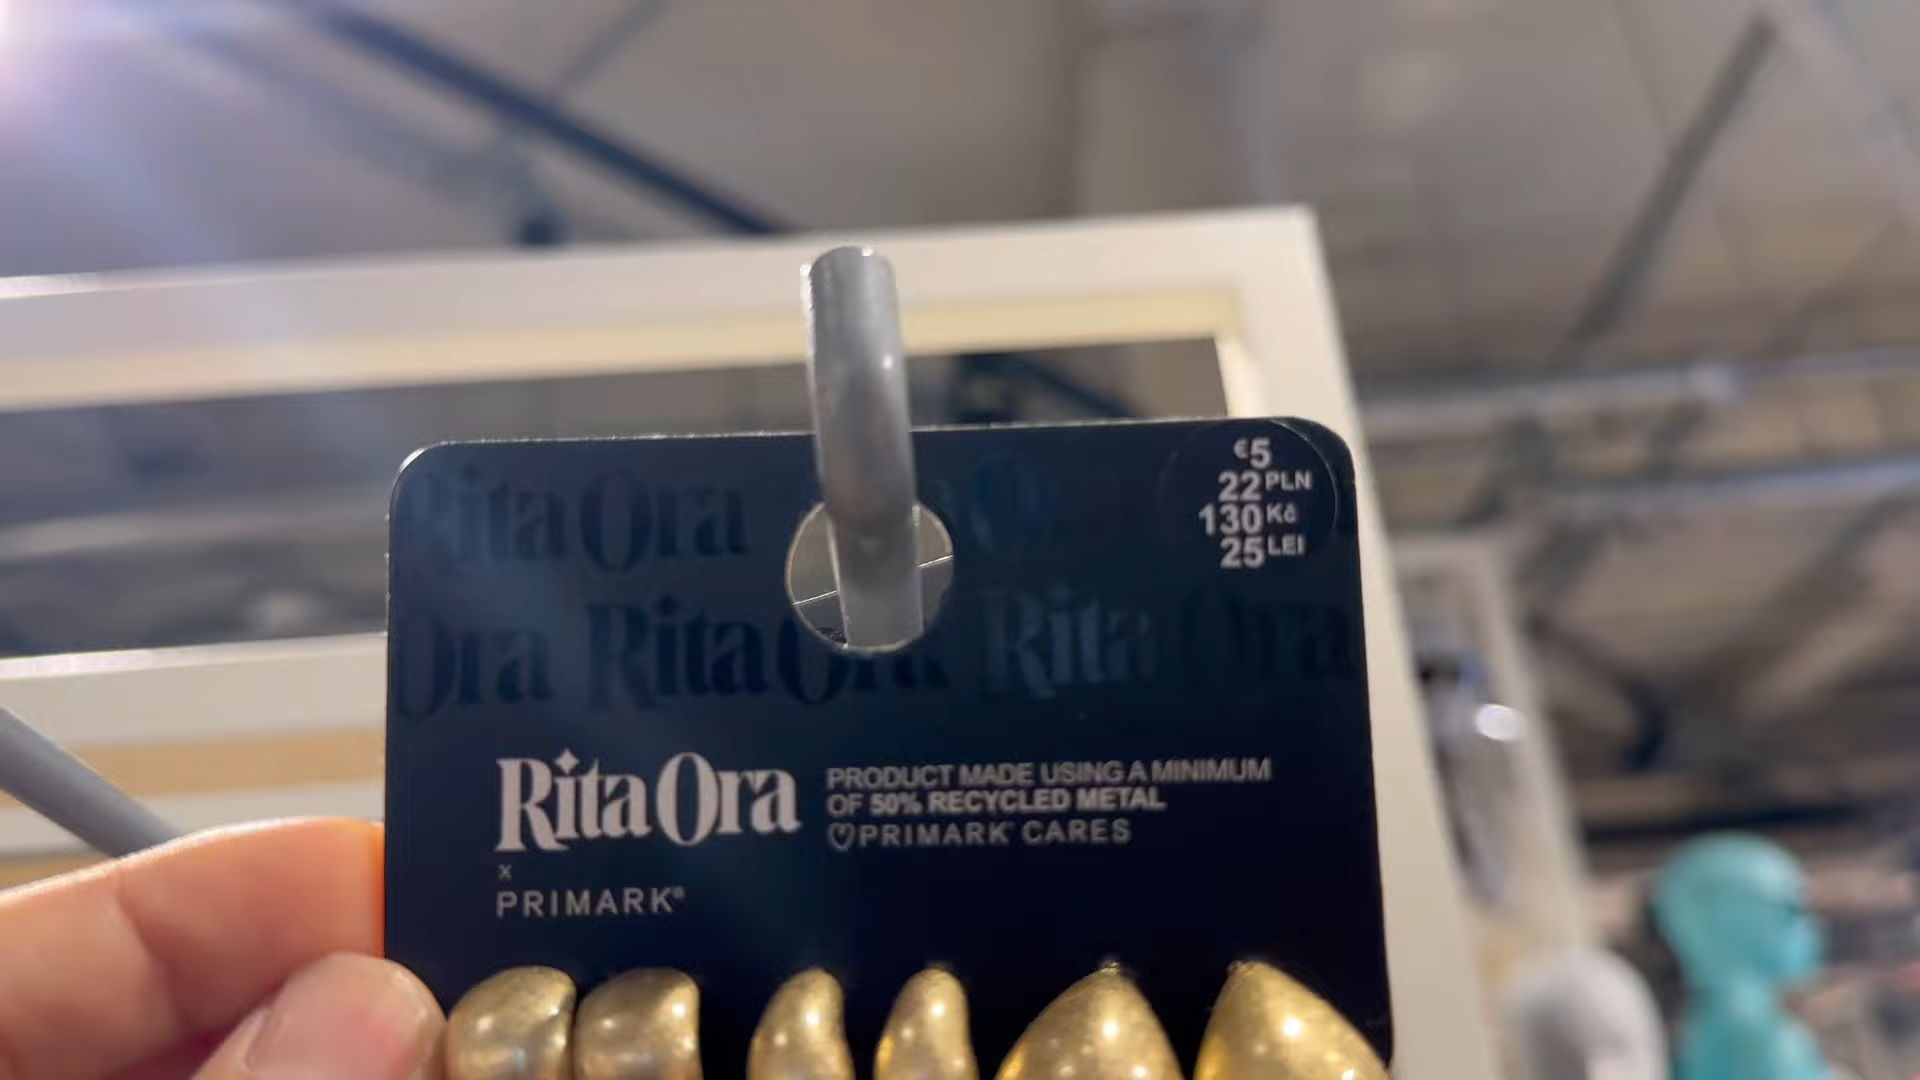 €5
22 PLN
130 Kč
25 LEI
Rita Ora Ora
Ora Rita Ora Rita Ora
Rita Ora
x
PRIMARK®
PRODUCT MADE USING A MINIMUM
OF 50% RECYCLED METAL
PRIMARK® CARES